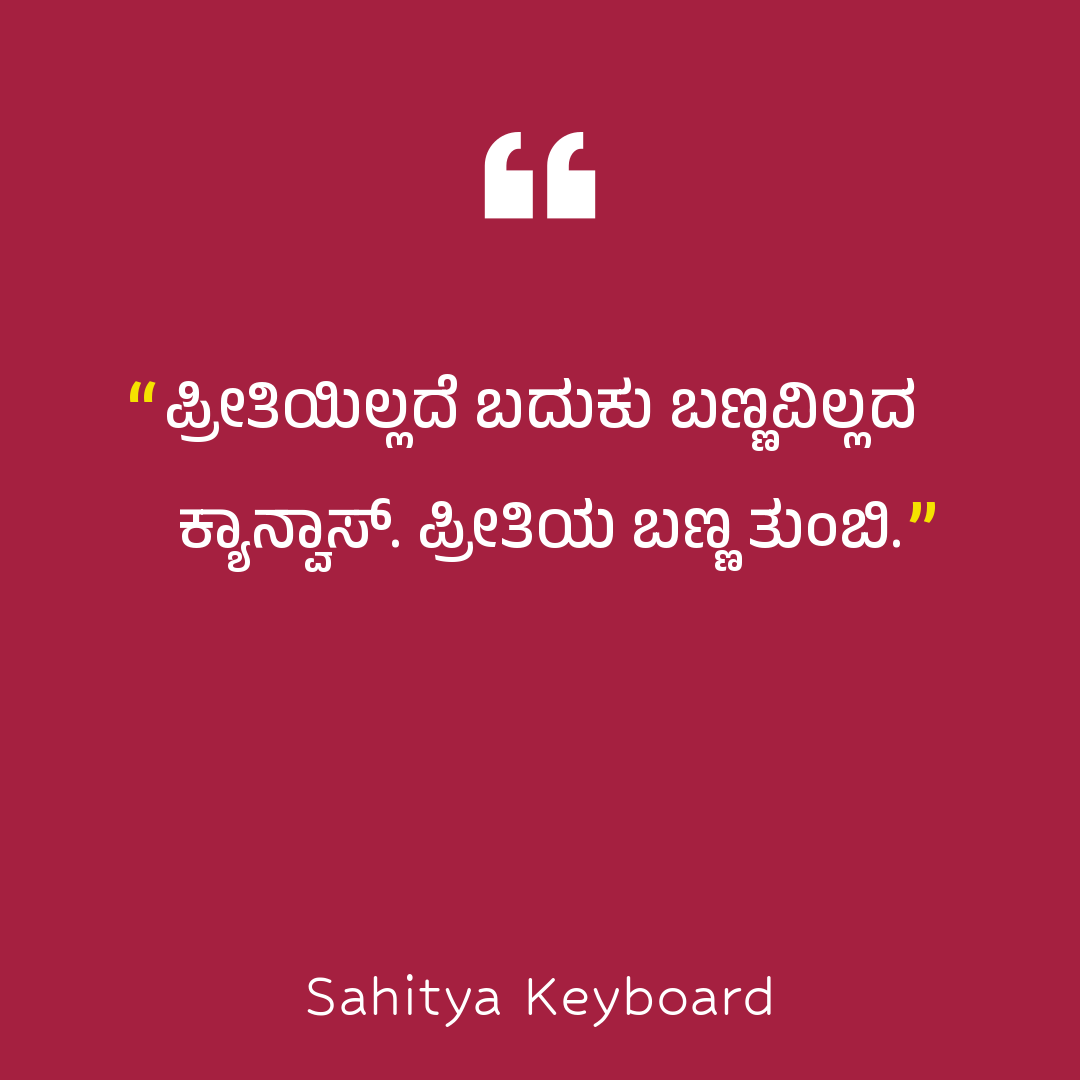 “ ಪ್ರೀತಿಯಿಲ್ಲದೆ ಬದುಕು ಬಣ್ಣವಿಲ್ಲದ
ಕ್ಯಾನ್ವಾಸ್. ಪ್ರೀತಿಯ ಬಣ್ಣ ತುಂಬಿ.”
Sahitya Keyboard